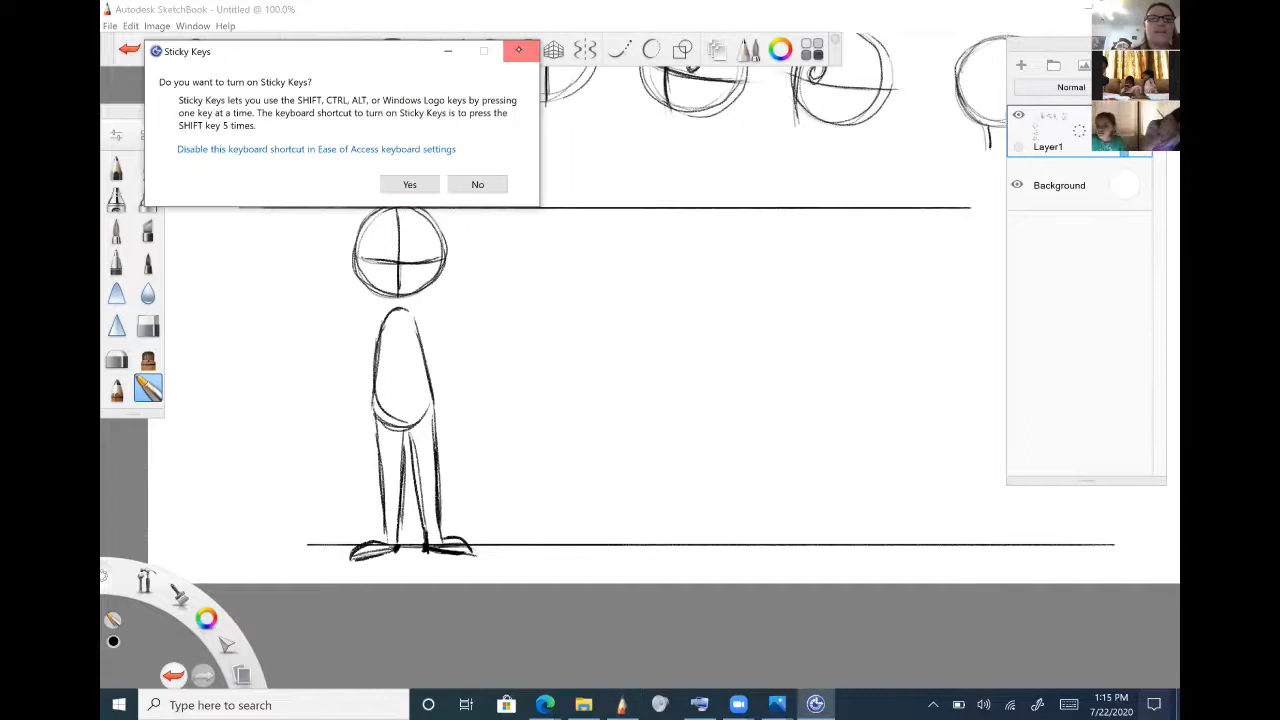 Autodesk SketchBook - Untitled @ 100.0%
File Edit Image Window Help
Sticky Keys
Do you want to turn on Sticky Keys?
Sticky Keys lets you use the SHIFT, CTRL, ALT, or Windows Logo keys by pressing
one key at a time. The keyboard shortcut to turn on Sticky Keys is to press the
SHIFT key 5 times.
Disable this keyboard shortcut in Ease of Access keyboard settings
Yes No
Normal
Layer1
Background
Type here to search
1:15 PM
7/22/2020